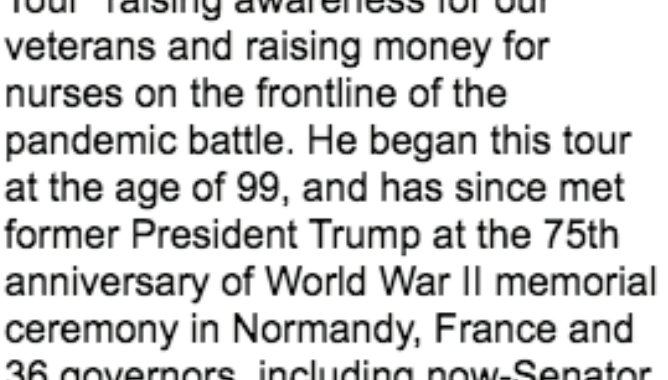 Tour" raising awareness for our
veterans and raising money for
nurses on the frontline of the
pandemic battle. He began this tour
at the age of 99, and has since met
former President Trump at the 75th
anniversary of World War II memorial
ceremony in Normandy, France and
36 governors, including now-Senator